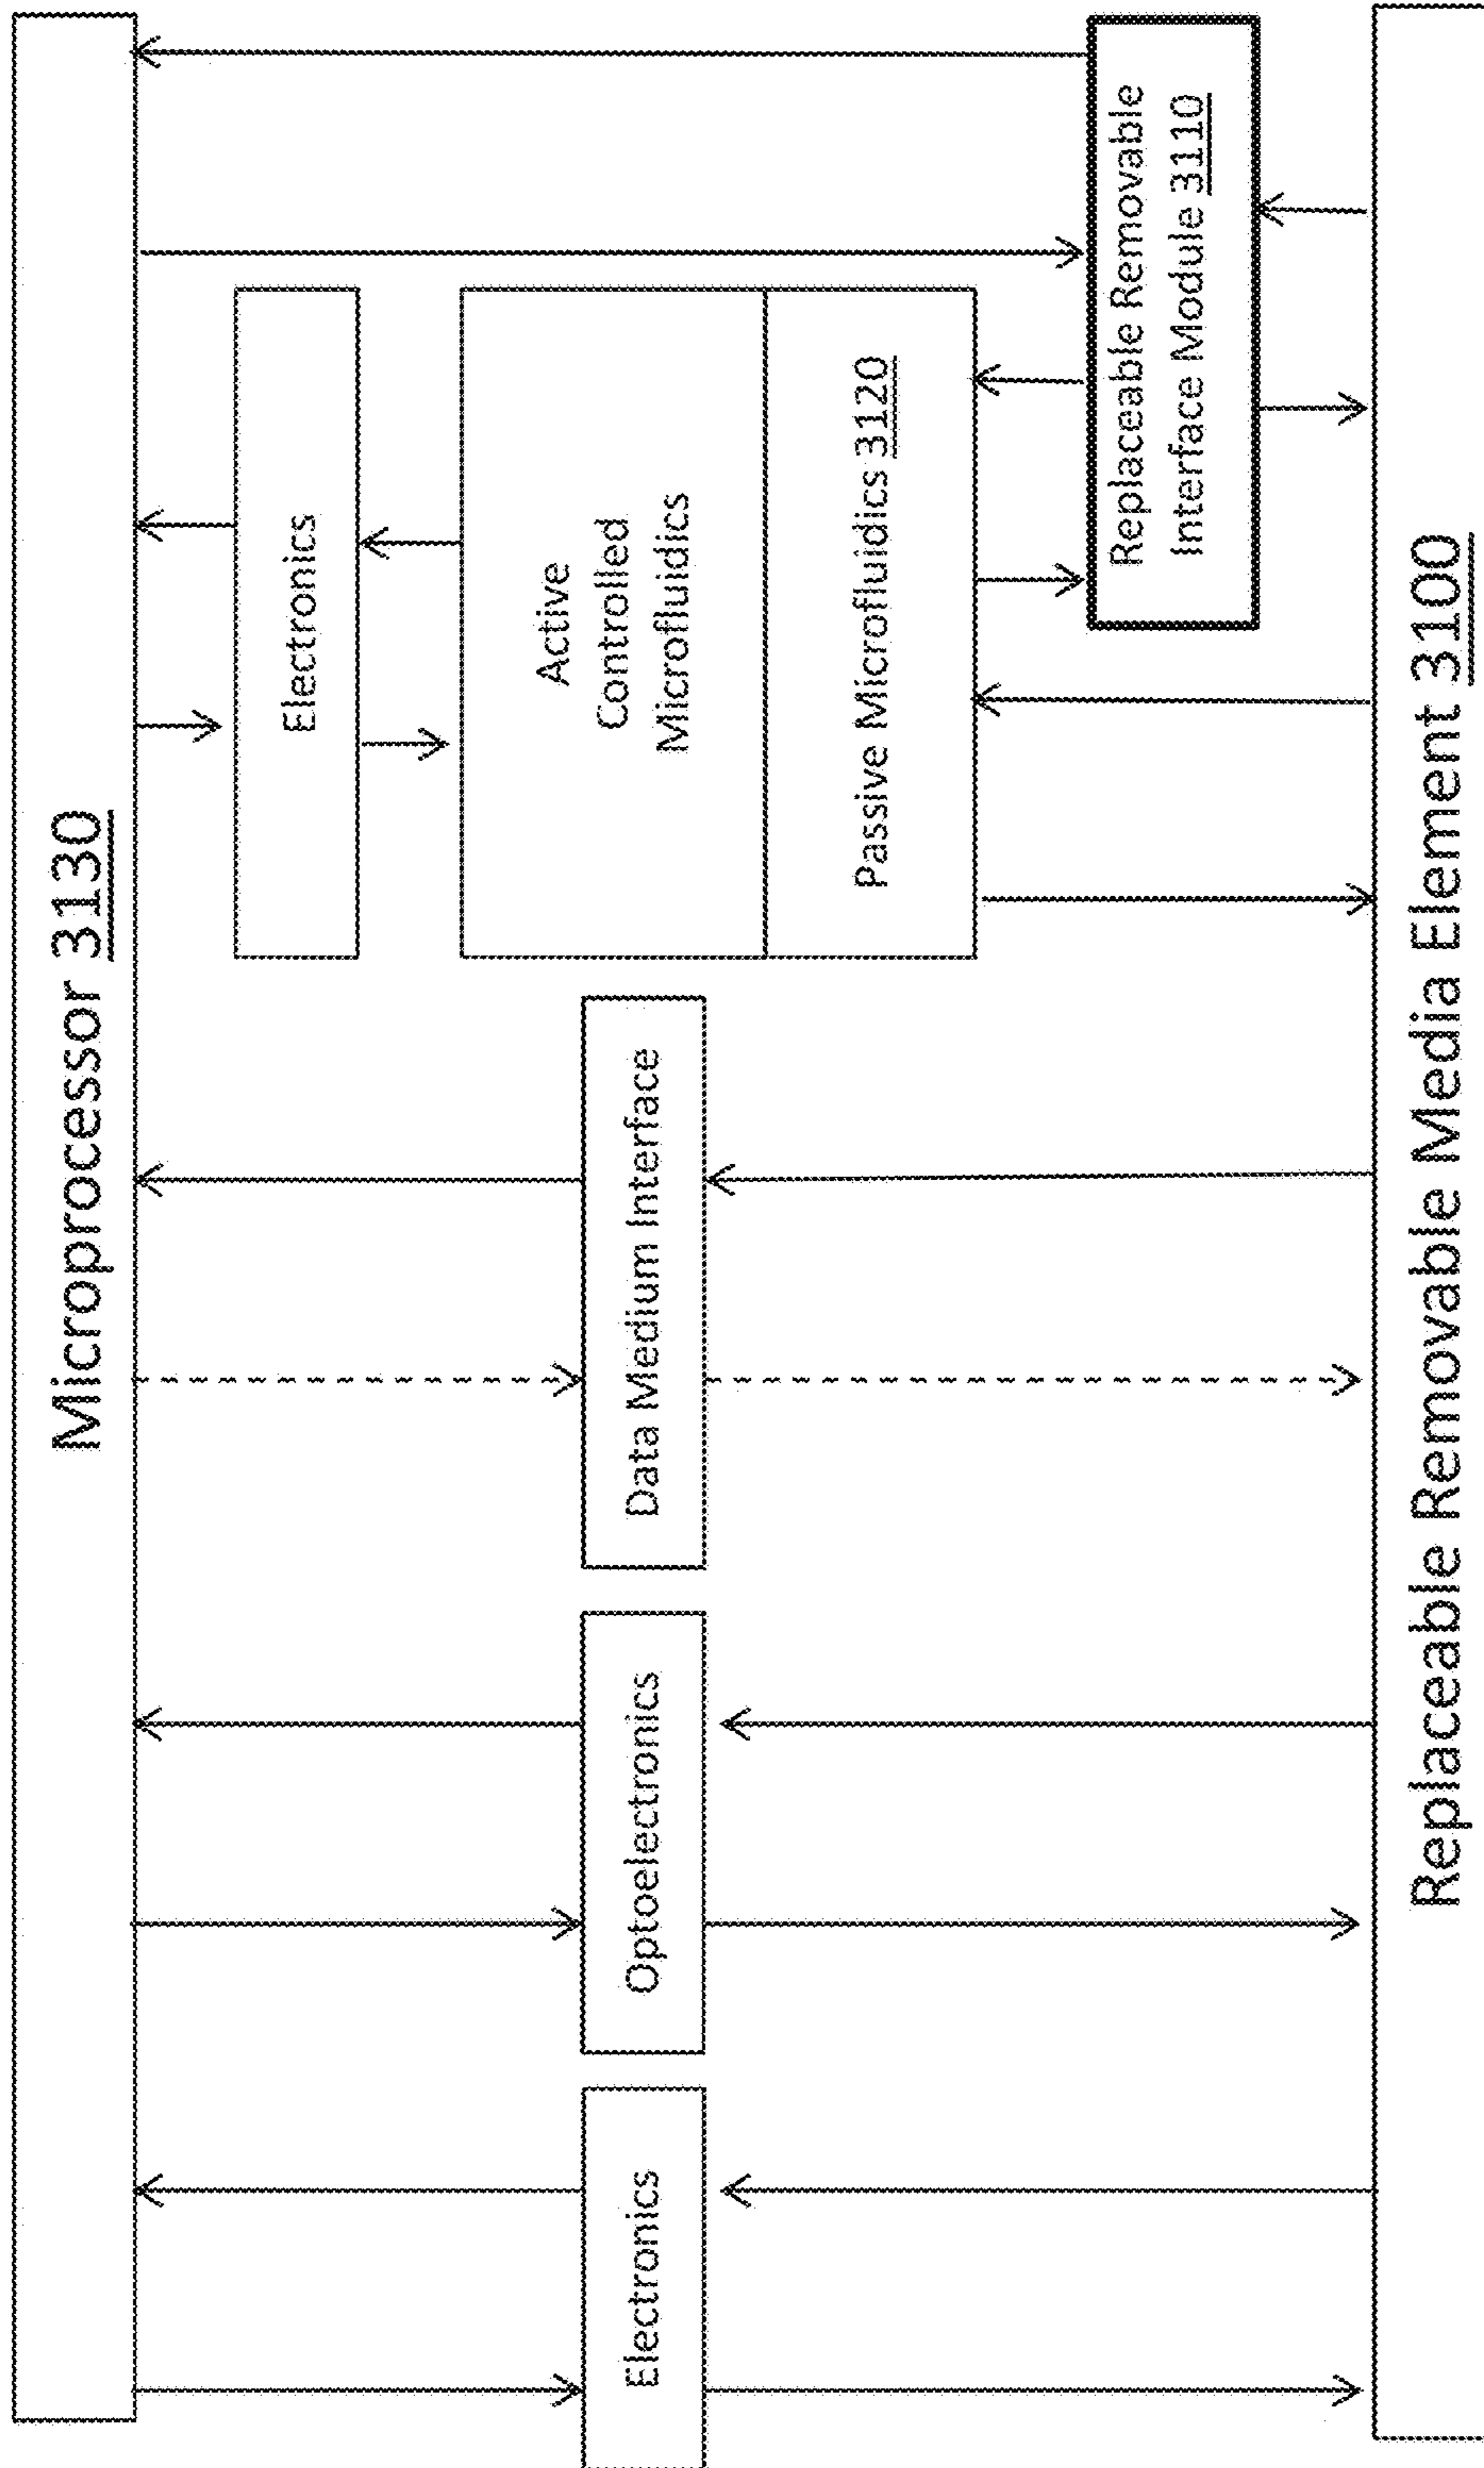 Microprocessor 3130
Electronics
Optoelectronics
Data Medium Interface
Electronics
Active
Controlled
Microfluidics
Passive Microfluidics 3120
Replaceable Removable
Interface Module 3110
Replaceable Removable Media Element 3100